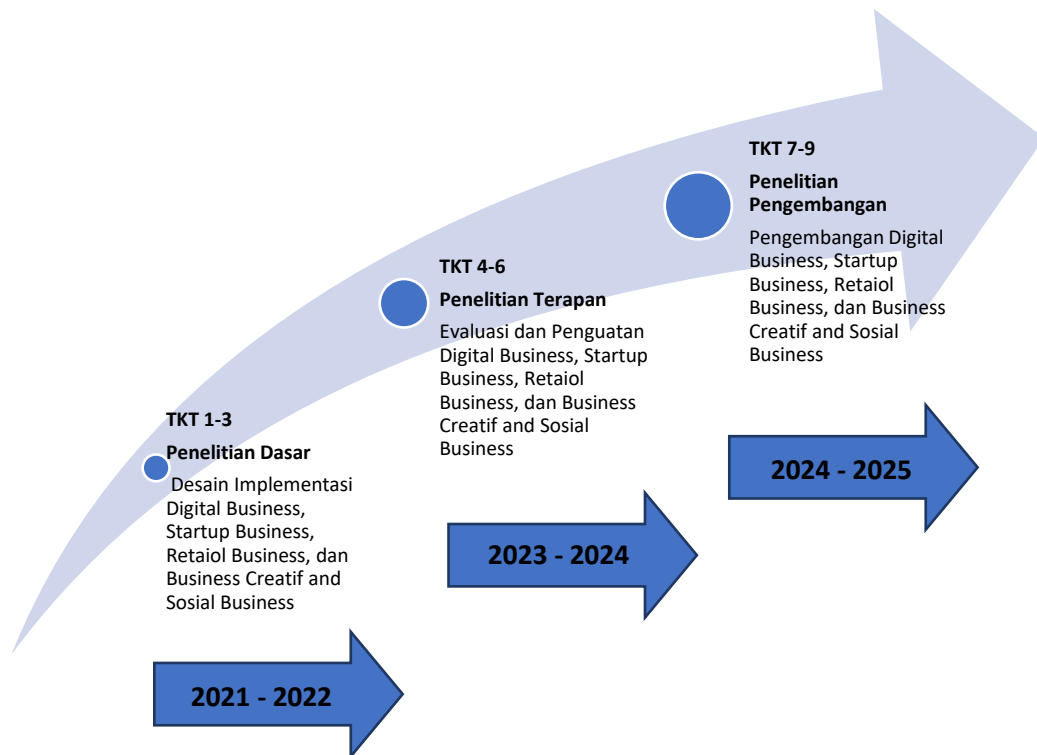 TKT 1-3
Penelitian Dasar
Desain Implementasi
Digital Business,
Startup Business,
Retaiol Business, dan
Business Creatif and
Sosial Business
2021 - 2022
TKT 4-6
Penelitian Terapan
Evaluasi dan Penguatan
Digital Business, Startup
Business, Retaiol
Business, dan Business
Creatif and Sosial
Business
2023 - 2024
TKT 7-9
Penelitian
Pengembangan
Pengembangan Digital
Business, Startup
Business, Retaiol
Business, dan Business
Creatif and Sosial
Business
2024 - 2025